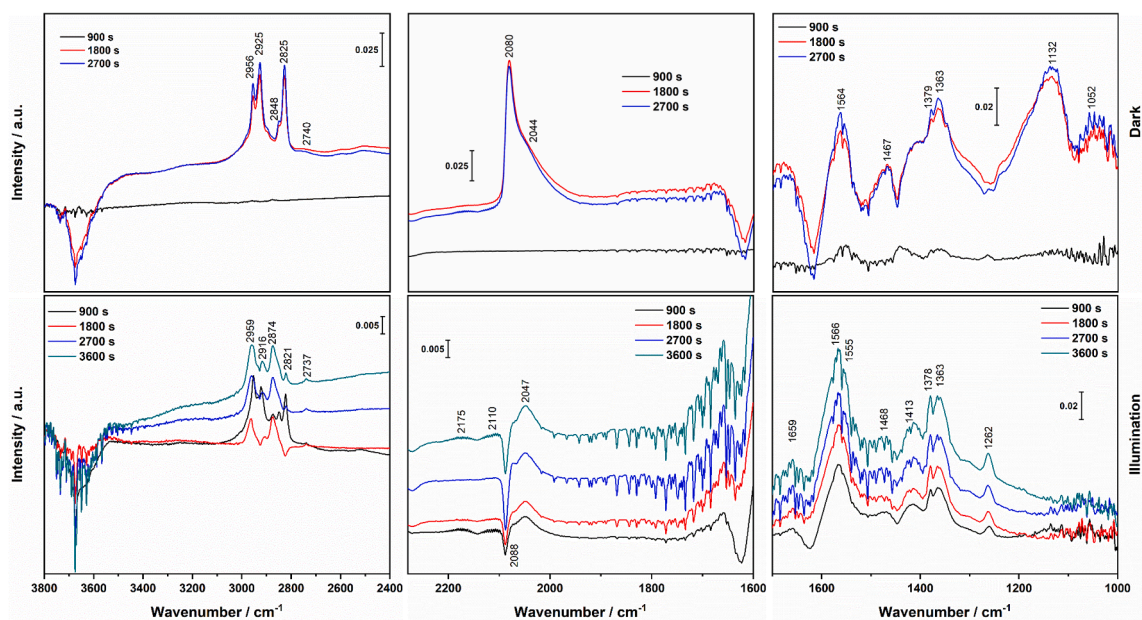 900 s
1800 s
2700 s
2956
2925
2848
2825
2740
0.025
Intensity / a.u.
2080
2044
0.025
900 s
1800 s
2700 s
900 s
1800 s
2700 s
1564
1467
1379
1363
0.02
1132
1052
Dark
900 s
1800 s
2700 s
3600 s
2959
2916
2874
2821
2737
0.005
Intensity / a.u.
3800 3600 3400 3200 3000 2800 2600 2400
Wavenumber / cm-1
0.005
2175
2110
2088
2047
900 s
1800 s
2700 s
3600 s
2200 2000 1800 1600
Wavenumber / cm-1
1659
1566
1555
1468
1413
1378
1363
1262
900 s
1800 s
2700 s
3600 s
0.02
Illumination
1600 1400 1200 1000
Wavenumber / cm-1